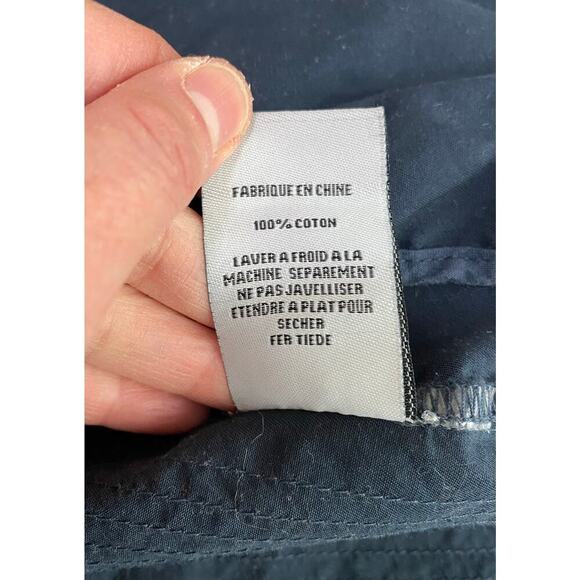 FABRIQUE EN CHINE
100% COTON
LAVER A FROID A LA
MACHINE SEPAREMENT
NE PAS JAVELLISER
ETENDRE A PLAT POUR
SECHER
FER TIEDE